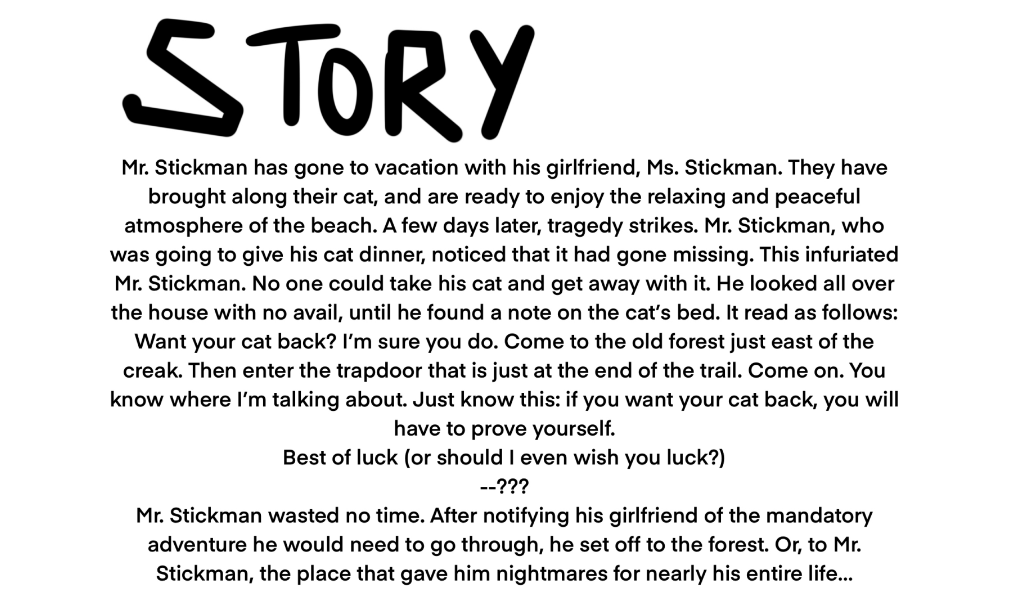 STORY
Mr. Stickman has gone to vacation with his girlfriend, Ms. Stickman. They have
brought along their cat, and are ready to enjoy the relaxing and peaceful
atmosphere of the beach. A few days later, tragedy strikes. Mr. Stickman, who
was going to give his cat dinner, noticed that it had gone missing. This infuriated
Mr. Stickman. No one could take his cat and get away with it. He looked all over
the house with no avail, until he found a note on the cat's bed. It read as follows:
Want your cat back? I'm sure you do. Come to the old forest just east of the
creak. Then enter the trapdoor that is just at the end of the trail. Come on. You
know where I'm talking about. Just know this: if you want your cat back, you will
have to prove yourself.
Best of luck (or should I even wish you luck?)
--???
Mr. Stickman wasted no time. After notifying his girlfriend of the mandatory
adventure he would need to go through, he set off to the forest. Or, to Mr.
Stickman, the place that gave him nightmares for nearly his entire life...